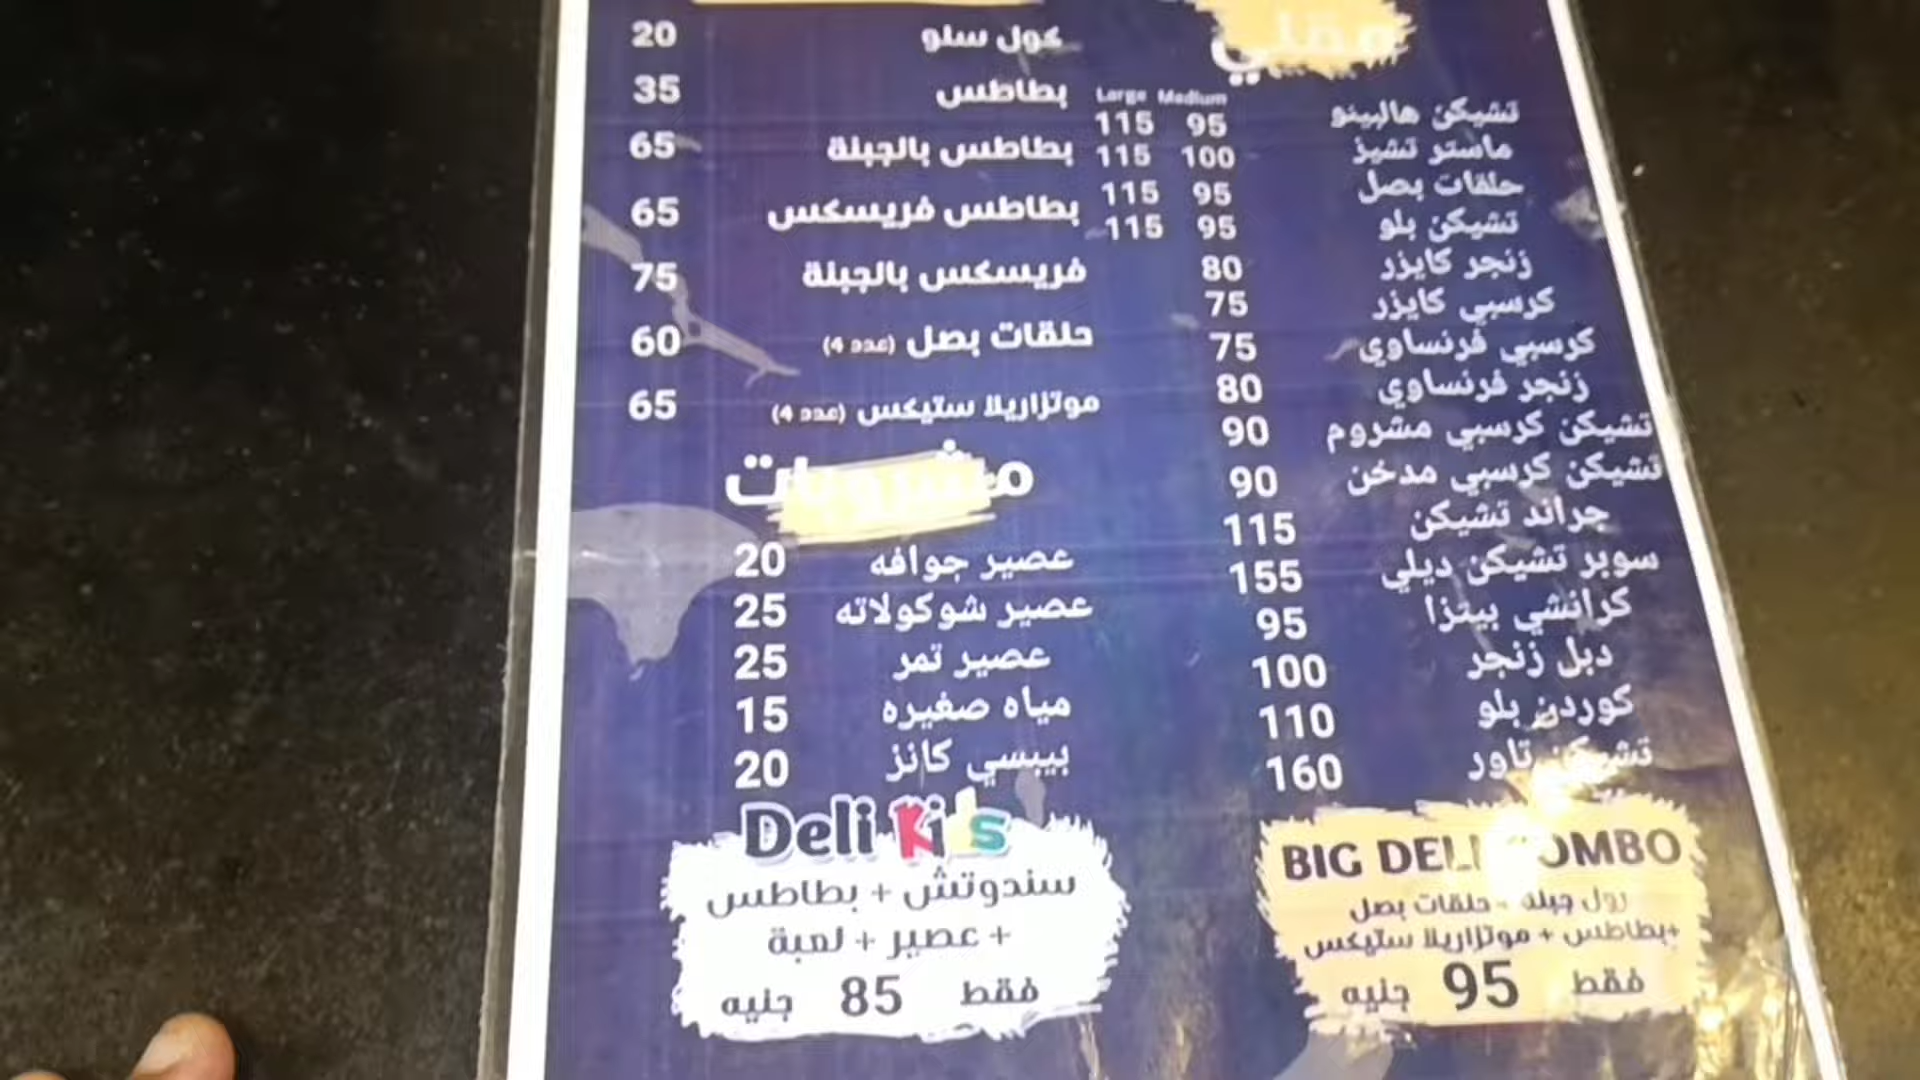 مقلي
Large Medium
تشيكن هالبينو 95 115
ماستر تشيز 100 115
حلقات بصل 95 115
تشيكن بلو 95 115
زنجر كايزر 80
كرسبي كايزر 75
كرسبي فرنساوي 75
زنجر فرنساوي 80
تشيكن كرسبي مشروم 90
تشيكن كرسبي مدخن 90
جراند تشيكن 115
سوبر تشيكن ديلي 155
كرانشي بيتزا 95
دبل زنجر 100
كوردن بلو 110
تشيكن تاور 160
BIG DELI COMBO
رول جبنة + حلقات بصل
+بطاطس + موتزاريلا ستيكس
فقط 95 جنيه
كول سلو 20
بطاطس 35
بطاطس بالجبنة 65
بطاطس فريسكس 65
فريسكس بالجبنة 75
حلقات بصل (عدد 4) 60
موتزاريلا ستيكس (عدد 4) 65
مشروبات
عصير جوافه 20
عصير شوكولاته 25
عصير تمر 25
مياه صغيره 15
بيبسي كانز 20
Deli Kids
سندوتش + بطاطس
+ عصير + لعبة
فقط 85 جنيه